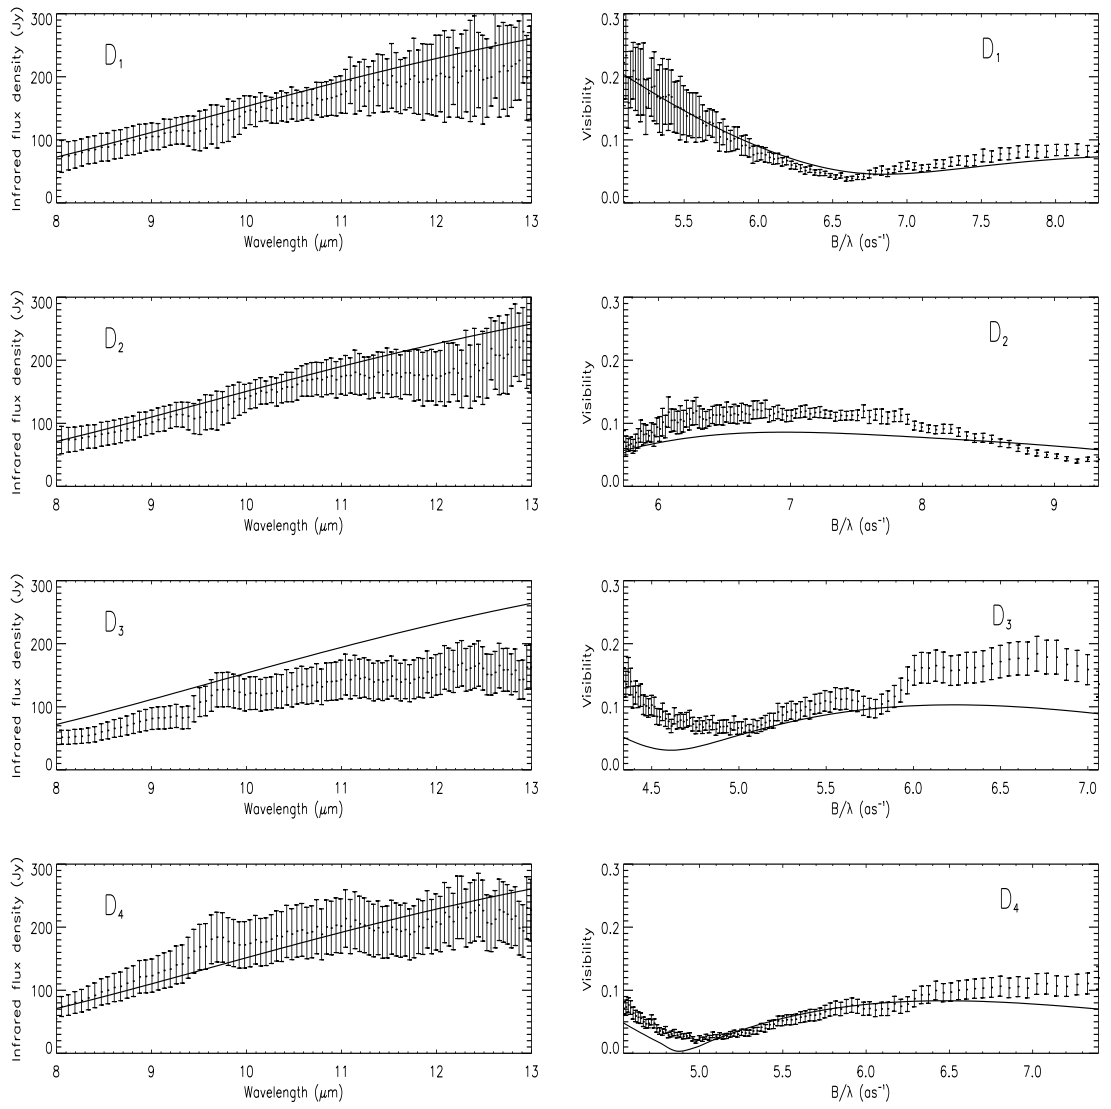 Infrared flux density (Jy)
300
200
100
0
D1
8 9 10 11 12 13
Wavelength (μm)
Visibility
0.3
0.2
0.1
0.0
D1
5.5 6.0 6.5 7.0 7.5 8.0
B/λ (as⁻¹)
Infrared flux density (Jy)
300
200
100
0
D2
8 9 10 11 12 13
Wavelength (μm)
Visibility
0.3
0.2
0.1
0.0
D2
6 7 8 9
B/λ (as⁻¹)
Infrared flux density (Jy)
300
200
100
0
D3
8 9 10 11 12 13
Wavelength (μm)
Visibility
0.3
0.2
0.1
0.0
D3
4.5 5.0 5.5 6.0 6.5 7.0
B/λ (as⁻¹)
Infrared flux density (Jy)
300
200
100
0
D4
8 9 10 11 12 13
Wavelength (μm)
Visibility
0.3
0.2
0.1
0.0
D4
5.0 5.5 6.0 6.5 7.0
B/λ (as⁻¹)